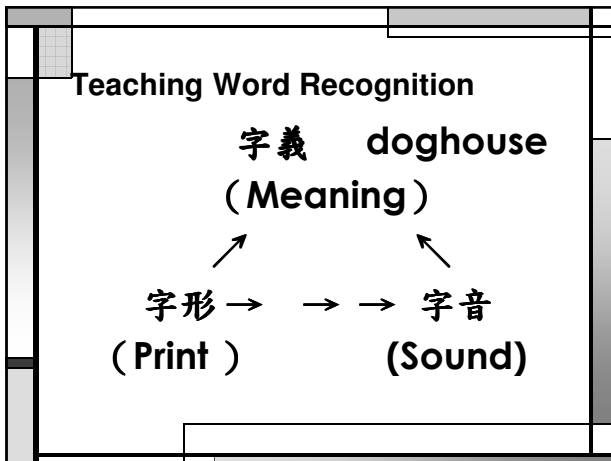 Teaching Word Recognition
字義 doghouse
（Meaning）
↗ ↖
字形→ → → 字音
（Print ） (Sound)